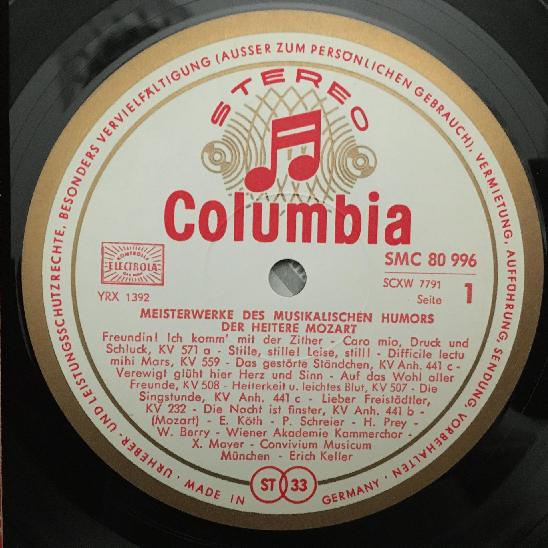 URHEBER- UND LEISTUNGSSCHUTZRECHTE, BESONDERS VERVIELFÄLTIGUNG (AUSSER ZUM PERSÖNLICHEN GEBRAUCH), VERMIETUNG, AUFFÜHRUNG, SENDUNG, VORBEHALTEN ·
STEREO
Columbia
ELECTROLA
SMC 80 996
SCXW 7791
YRX 1392
Seite 1
MEISTERWERKE DES MUSIKALISCHEN HUMORS
DER HEITERE MOZART
Freundin! Ich komm' mit der Zither - Caro mio, Druck und
Schluck, KV 571 a - Stille, stille! Leise, still! - Difficile lectu
mihi Mars, KV 559 - Das gestörte Ständchen, KV Anh. 441 c -
Verewigt glüht hier Herz und Sinn - Auf das Wohl aller
Freunde, KV 508 - Heiterkeit u. leichtes Blut, KV 507 - Die
Singstunde, KV Anh. 441 c - Lieber Freistädtler,
KV 232 - Die Nacht ist finster, KV Anh. 441 b -
(Mozart) - E. Köth - P. Schreier - H. Prey -
W. Berry - Wiener Akademie Kammerchor -
X. Mayer - Convivium Musicum
München - Erich Keller
MADE IN GERMANY ·
ST 33